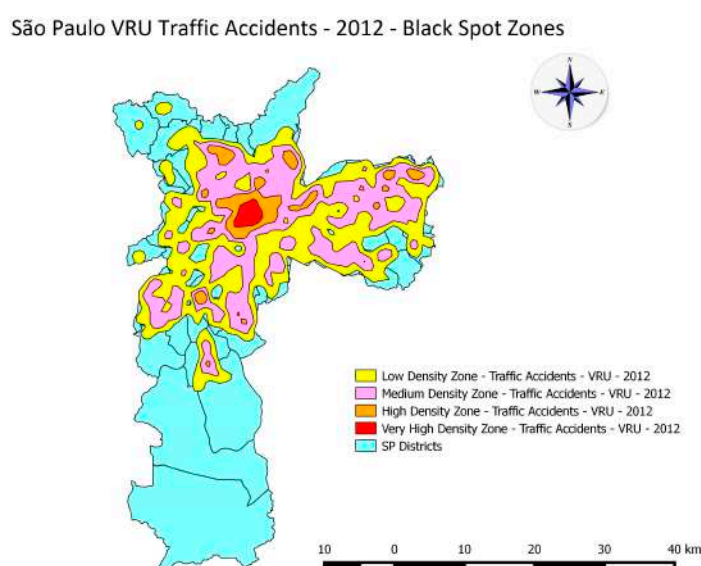 São Paulo VRU Traffic Accidents - 2012 - Black Spot Zones
N
W E
S
Low Density Zone - Traffic Accidents - VRU - 2012
Medium Density Zone - Traffic Accidents - VRU - 2012
High Density Zone - Traffic Accidents - VRU - 2012
Very High Density Zone - Traffic Accidents - VRU - 2012
SP Districts
10 0 10 20 30 40 km